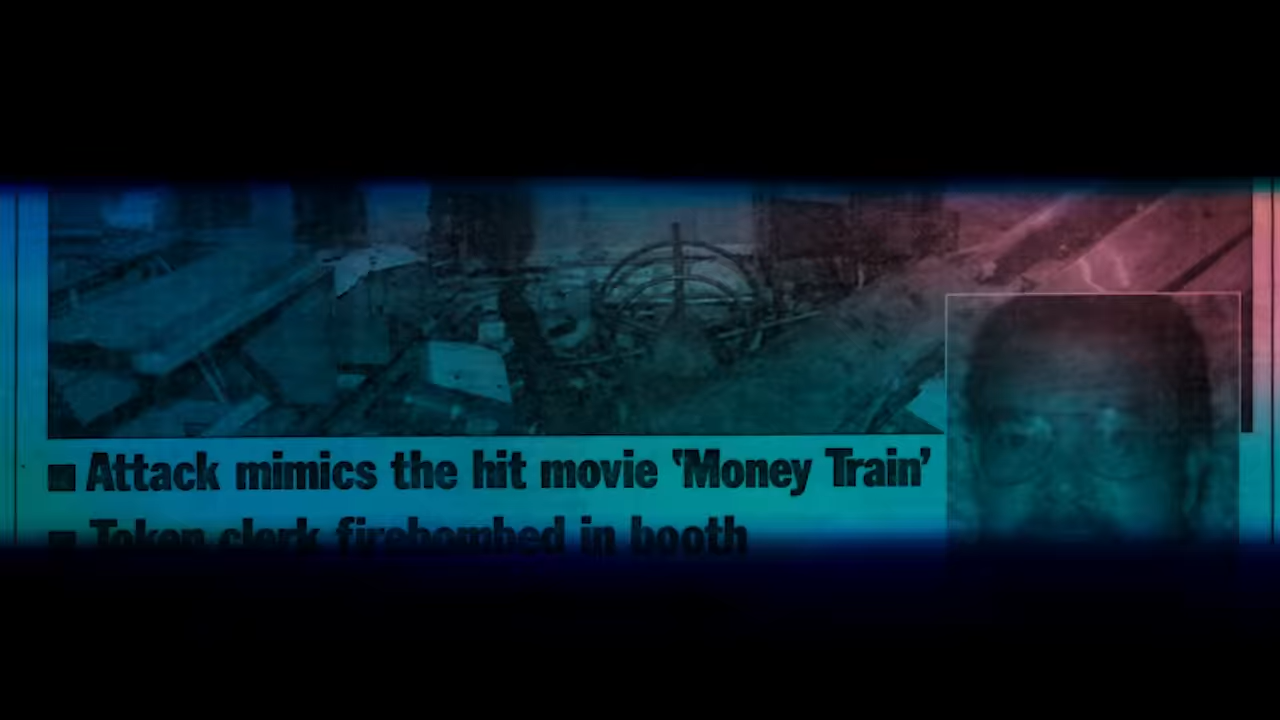 ■ Attack mimics the hit movie ‘Money Train’
■ Token clerk firebombed in booth